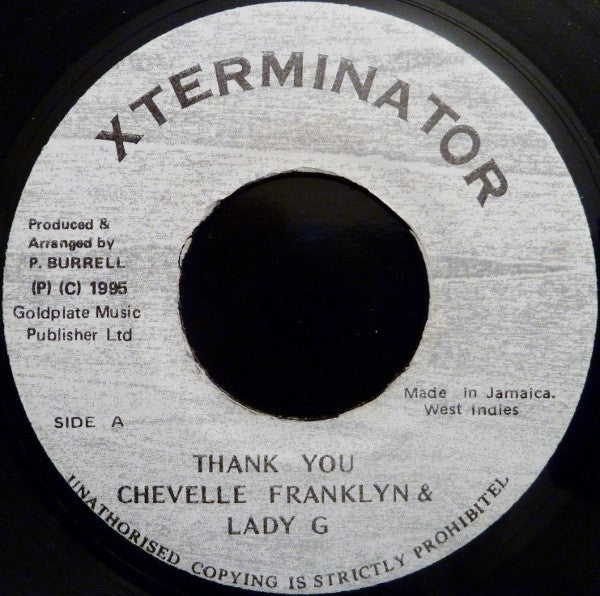 XTERMINATOR
Produced &
Arranged by
P. BURRELL
(P) (C) 1995
Goldplate Music
Publisher Ltd
Made in Jamaica.
West Indies
SIDE A
THANK YOU
CHEVELLE FRANKLYN &
LADY G
UNATHORISED COPYING IS STRICTLY PROHIBITEL